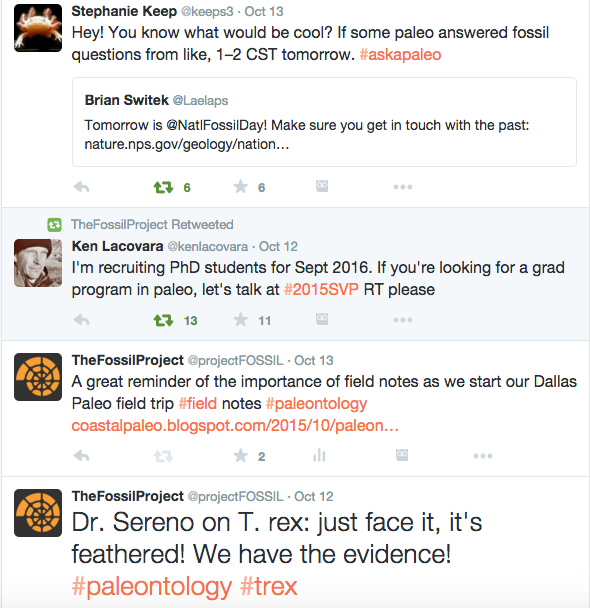 Stephanie Keep @keeps3 · Oct 13
Hey! You know what would be cool? If some paleo answered fossil
questions from like, 1–2 CST tomorrow. #askapaleo
Brian Switek @Laelaps
Tomorrow is @NatlFossilDay! Make sure you get in touch with the past:
nature.nps.gov/geology/nation…
6 6
TheFossilProject Retweeted
Ken Lacovara @kenlacovara · Oct 12
I'm recruiting PhD students for Sept 2016. If you're looking for a grad
program in paleo, let's talk at #2015SVP RT please
13 11
TheFossilProject @projectFOSSIL · Oct 13
A great reminder of the importance of field notes as we start our Dallas
Paleo field trip #field notes #paleontology
coastalpaleo.blogspot.com/2015/10/paleon…
2
TheFossilProject @projectFOSSIL · Oct 12
Dr. Sereno on T. rex: just face it, it's
feathered! We have the evidence!
#paleontology #trex